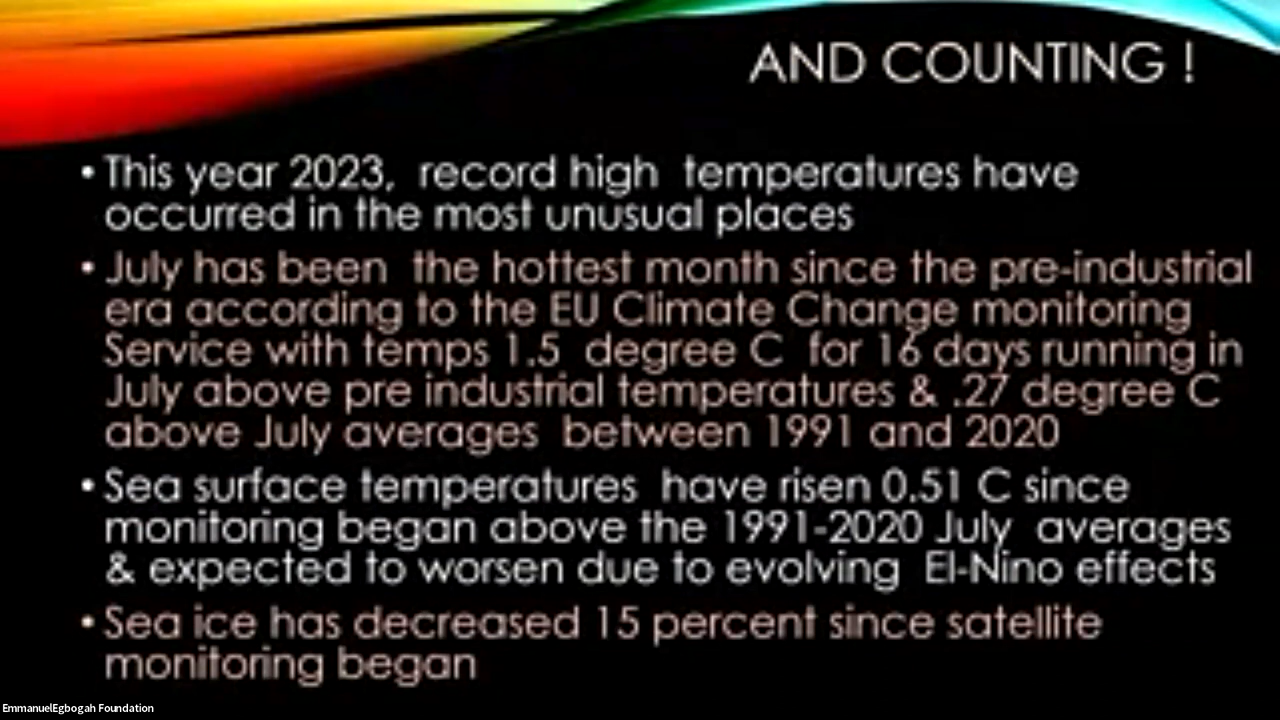 AND COUNTING !
• This year 2023, record high temperatures have
occurred in the most unusual places
• July has been the hottest month since the pre-industrial
era according to the EU Climate Change monitoring
Service with temps 1.5 degree C for 16 days running in
July above pre industrial temperatures & .27 degree C
above July averages between 1991 and 2020
• Sea surface temperatures have risen 0.51 C since
monitoring began above the 1991-2020 July averages
& expected to worsen due to evolving El-Nino effects
• Sea ice has decreased 15 percent since satellite
monitoring began
EmmanuelEgbogah Foundation